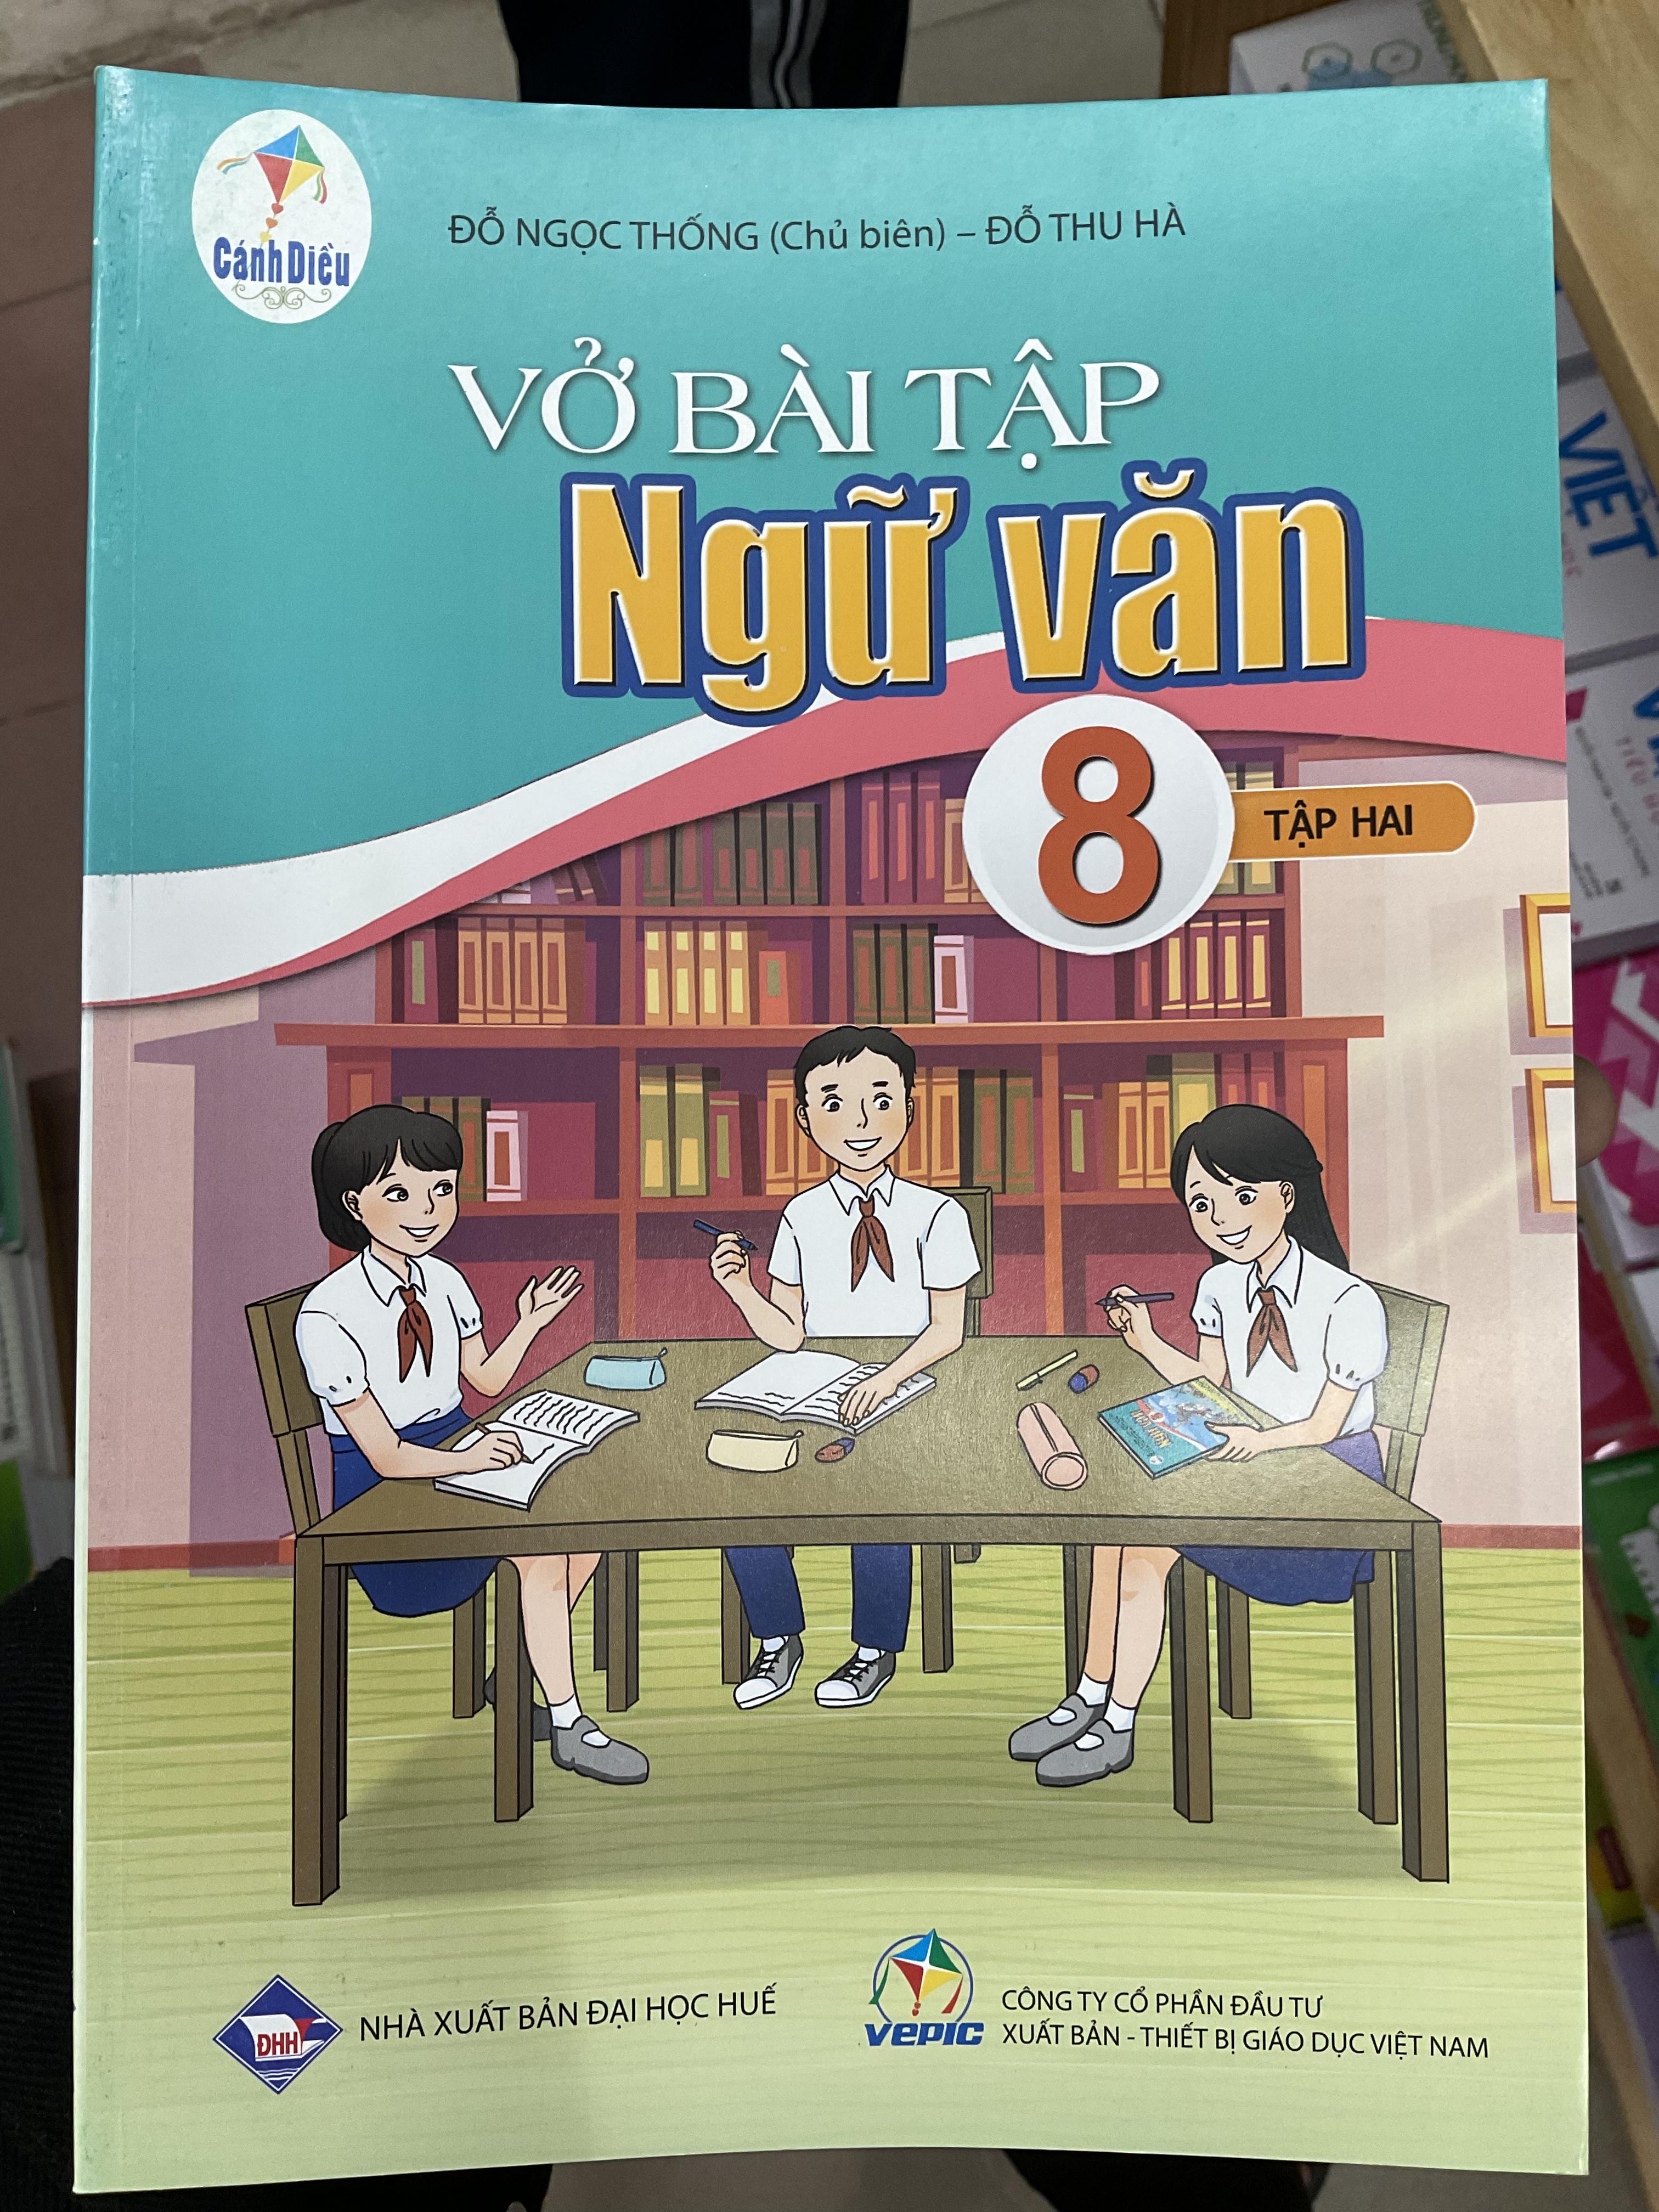 Cánh Diều
ĐỖ NGỌC THỐNG (Chủ biên) – ĐỖ THU HÀ
VỞ BÀI TẬP
Ngữ văn
8
TẬP HAI
ĐHH
NHÀ XUẤT BẢN ĐẠI HỌC HUẾ
VEPIC
CÔNG TY CỔ PHẦN ĐẦU TƯ
XUẤT BẢN - THIẾT BỊ GIÁO DỤC VIỆT NAM
VIỆT